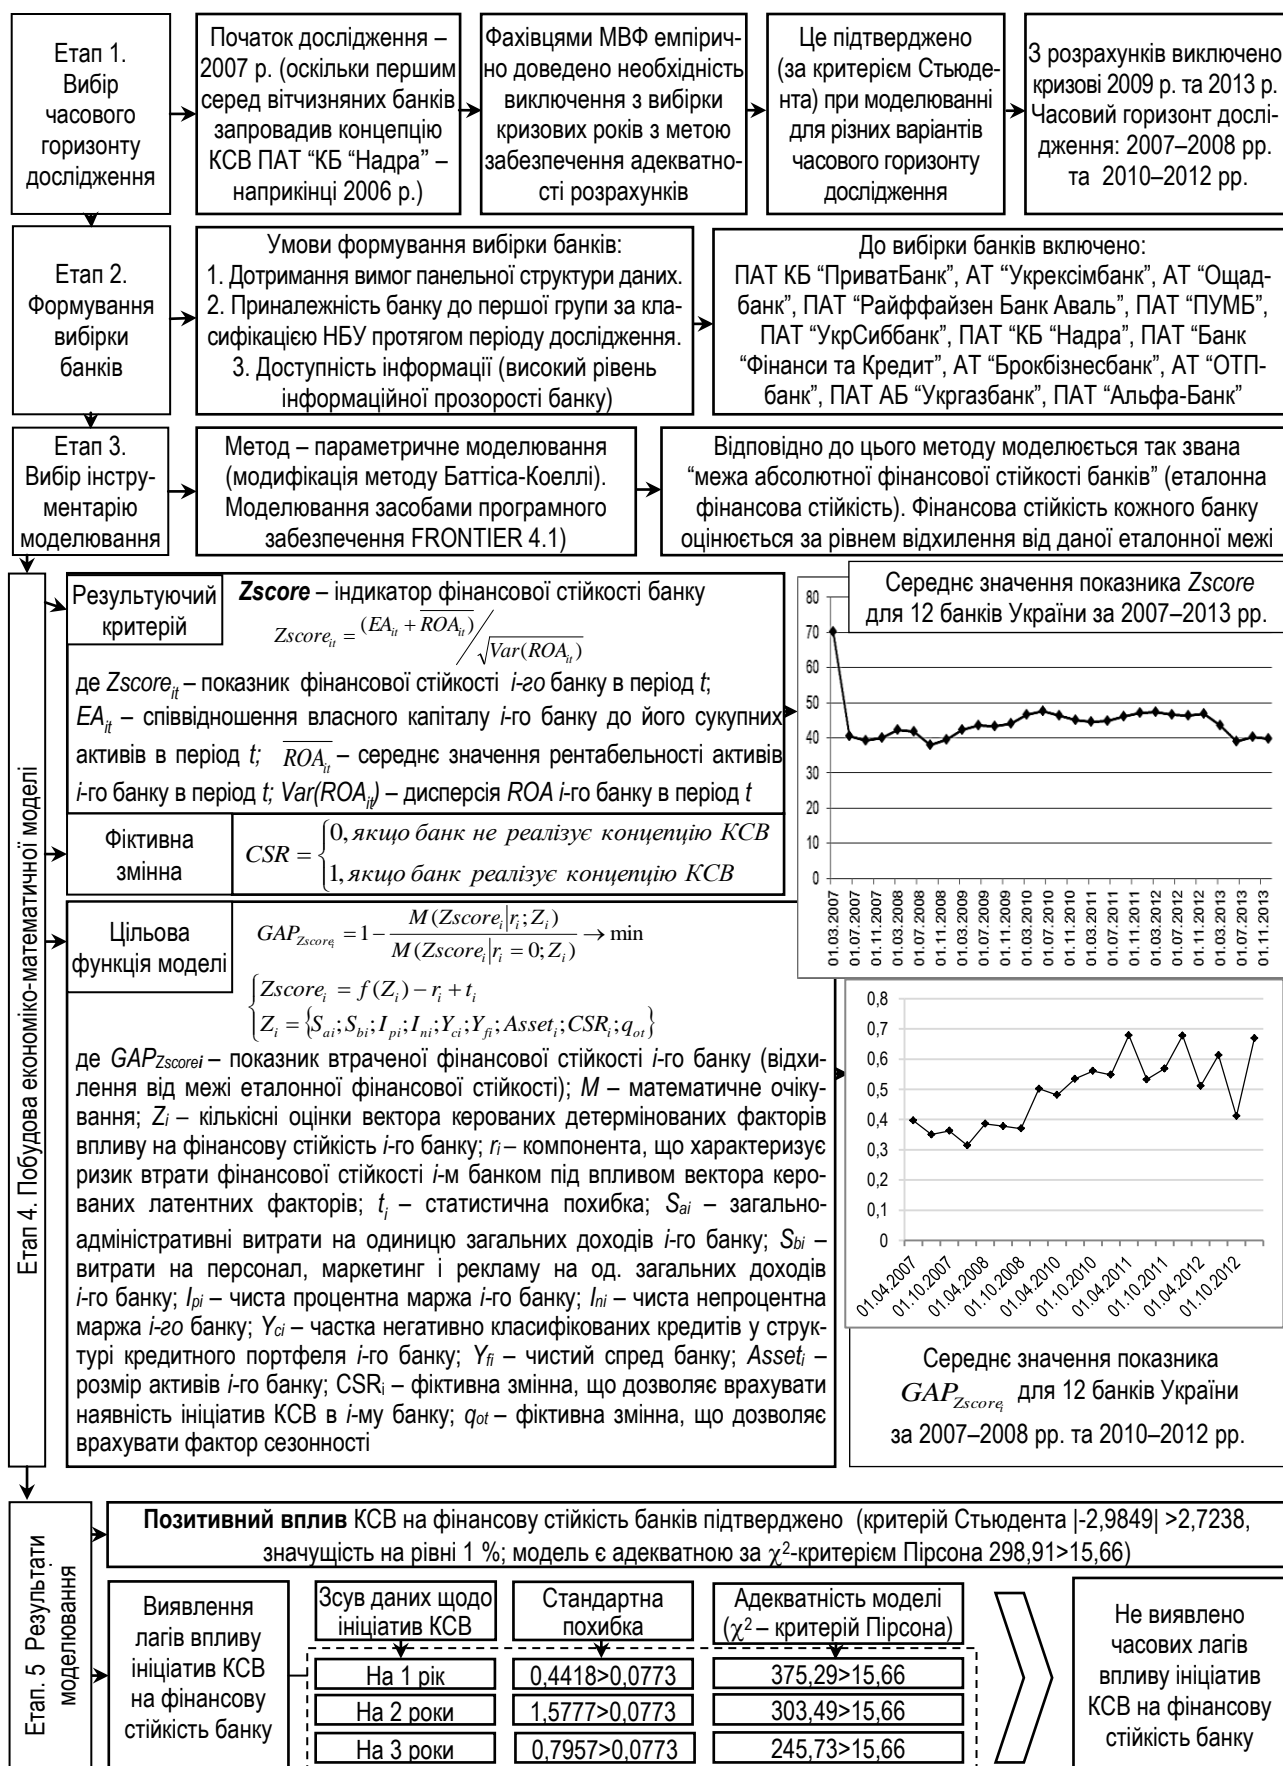 Етап 1.
Вибір
часового
горизонту
дослідження
Початок дослідження –
2007 р. (оскільки першим
серед вітчизняних банків
запровадив концепцію
КСВ ПАТ “КБ “Надра” –
наприкінці 2006 р.)
Фахівцями МВФ емпірич-
но доведено необхідність
виключення з вибірки
кризових років з метою
забезпечення адекватно-
сті розрахунків
Це підтверджено
(за критерієм Стьюде-
нта) при моделюванні
для різних варіантів
часового горизонту
дослідження
З розрахунків виключено
кризові 2009 р. та 2013 р.
Часовий горизонт дослі-
дження: 2007–2008 рр.
та 2010–2012 рр.
Етап 2.
Формування
вибірки
банків
Умови формування вибірки банків:
1. Дотримання вимог панельної структури даних.
2. Приналежність банку до першої групи за кла-
сифікацією НБУ протягом періоду дослідження.
3. Доступність інформації (високий рівень
інформаційної прозорості банку)
До вибірки банків включено:
ПАТ КБ “ПриватБанк”, АТ “Укрексімбанк”, АТ “Ощад-
банк”, ПАТ “Райффайзен Банк Аваль”, ПАТ “ПУМБ”,
ПАТ “УкрСиббанк”, ПАТ “КБ “Надра”, ПАТ “Банк
“Фінанси та Кредит”, АТ “Брокбізнесбанк”, АТ “ОТП-
банк”, ПАТ АБ “Укргазбанк”, ПАТ “Альфа-Банк”
Етап 3.
Вибір інстру-
ментарію
моделювання
Метод – параметричне моделювання
(модифікація методу Баттіса-Коеллі).
Моделювання засобами програмного
забезпечення FRONTIER 4.1)
Відповідно до цього методу моделюється так звана
“межа абсолютної фінансової стійкості банків” (еталонна
фінансова стійкість). Фінансова стійкість кожного банку
оцінюється за рівнем відхилення від даної еталонної межі
Етап 4. Побудова економіко-математичної моделі
Результуючий
критерій
Zscore – індикатор фінансової стійкості банку
Zscore_it = (EA_it + ROA_it) / √Var(ROA_it)
де Zscore_it – показник фінансової стійкості i-го банку в період t;
EA_it – співвідношення власного капіталу i-го банку до його сукупних
активів в період t; ROA_it – середнє значення рентабельності активів
i-го банку в період t; Var(ROA_it) – дисперсія ROA i-го банку в період t
Фіктивна
змінна
CSR = {0, якщо банк не реалізує концепцію КСВ
1, якщо банк реалізує концепцію КСВ
Цільова
функція моделі
GAP_Zscore_i = 1 − M(Zscore_i|r_i; Z_i) / M(Zscore_i|r_i = 0; Z_i) → min
{Zscore_i = f(Z_i) − r_i + t_i
Z_i = {S_ai; S_bi; I_pi; I_ni; Y_ci; Y_fi; Asset_i; CSR_i; q_ot}
де GAP_Zscorei – показник втраченої фінансової стійкості i-го банку (відхи-
лення від межі еталонної фінансової стійкості); M – математичне очіку-
вання; Z_i – кількісні оцінки вектора керованих детермінованих факторів
впливу на фінансову стійкість i-го банку; r_i – компонента, що характеризує
ризик втрати фінансової стійкості i-м банком під впливом вектора керо-
ваних латентних факторів; t_i – статистична похибка; S_ai – загально-
адміністративні витрати на одиницю загальних доходів i-го банку; S_bi –
витрати на персонал, маркетинг і рекламу на од. загальних доходів
i-го банку; I_pi – чиста процентна маржа i-го банку; I_ni – чиста непроцентна
маржа i-го банку; Y_ci – частка негативно класифікованих кредитів у струк-
турі кредитного портфеля i-го банку; Y_fi – чистий спред банку; Asset_i –
розмір активів i-го банку; CSR_i – фіктивна змінна, що дозволяє врахувати
наявність ініціатив КСВ в i-му банку; q_ot – фіктивна змінна, що дозволяє
врахувати фактор сезонності
Середнє значення показника Zscore
для 12 банків України за 2007–2013 рр.
80
70
60
50
40
30
20
10
0
01.03.2007
01.07.2007
01.11.2007
01.03.2008
01.07.2008
01.11.2008
01.03.2009
01.07.2009
01.11.2009
01.03.2010
01.07.2010
01.11.2010
01.03.2011
01.07.2011
01.11.2011
01.03.2012
01.07.2012
01.11.2012
01.03.2013
01.07.2013
01.11.2013
0,8
0,7
0,6
0,5
0,4
0,3
0,2
0,1
0
01.04.2007
01.10.2007
01.04.2008
01.10.2008
01.04.2010
01.10.2010
01.04.2011
01.10.2011
01.04.2012
01.10.2012
Середнє значення показника
GAP_Zscore_i для 12 банків України
за 2007–2008 рр. та 2010–2012 рр.
Етап. 5 Результати
моделювання
Позитивний вплив КСВ на фінансову стійкість банків підтверджено (критерій Стьюдента |-2,9849| >2,7238,
значущість на рівні 1 %; модель є адекватною за χ²-критерієм Пірсона 298,91>15,66)
Виявлення
лагів впливу
ініціатив КСВ
на фінансову
стійкість банку
Зсув даних щодо
ініціатив КСВ
Стандартна
похибка
Адекватність моделі
(χ² – критерій Пірсона)
На 1 рік
0,4418>0,0773
375,29>15,66
На 2 роки
1,5777>0,0773
303,49>15,66
На 3 роки
0,7957>0,0773
245,73>15,66
Не виявлено
часових лагів
впливу ініціатив
КСВ на фінансову
стійкість банку